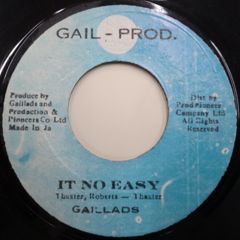 GAIL - PROD.
Produce by
Gaillads and
Production &
Pioneers Co Ltd
Made In Ja
Dist by
Prod Pioneer
Company Ltd
All Rights
Reserved
IT NO EASY
Thaxter, Roberts — Thaxter
GAILLADS